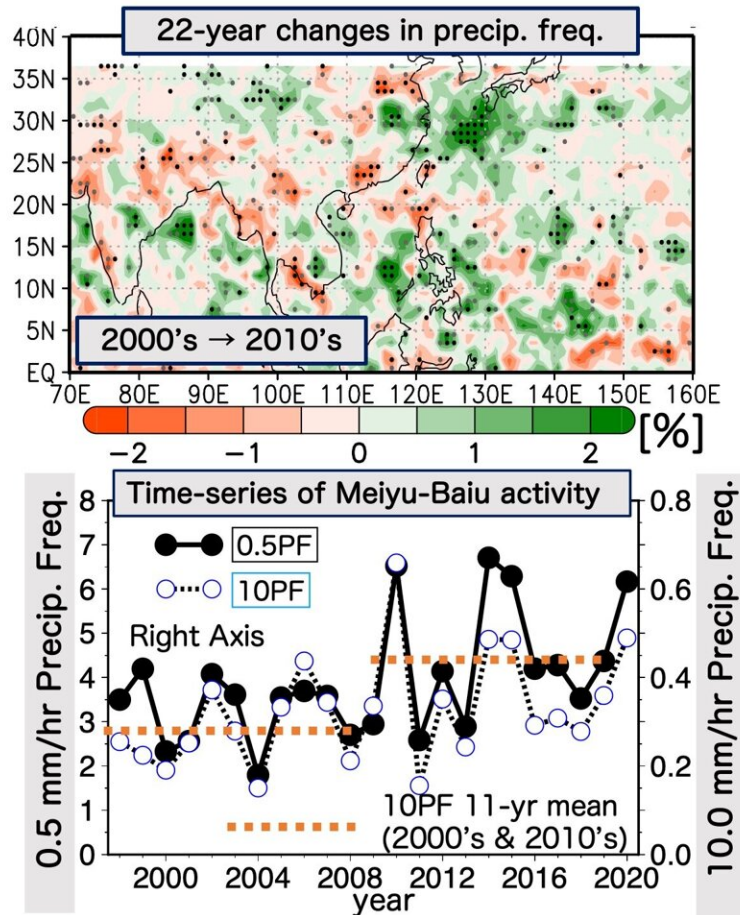 22-year changes in precip. freq.
40N
35N
30N
25N
20N
15N
10N
5N
EQ
2000's → 2010's
70E 80E 90E 100E 110E 120E 130E 140E 150E 160E
−2 −1 0 1 2 [%]
Time-series of Meiyu-Baiu activity
0.5 mm/hr Precip. Freq.
10.0 mm/hr Precip. Freq.
8 0.8
7
0.5PF
6 0.6
10PF
5
Right Axis
4 0.4
3
2 0.2
1
10PF 11-yr mean
(2000's & 2010's)
0 0.0
2000 2004 2008 2012 2016 2020
year